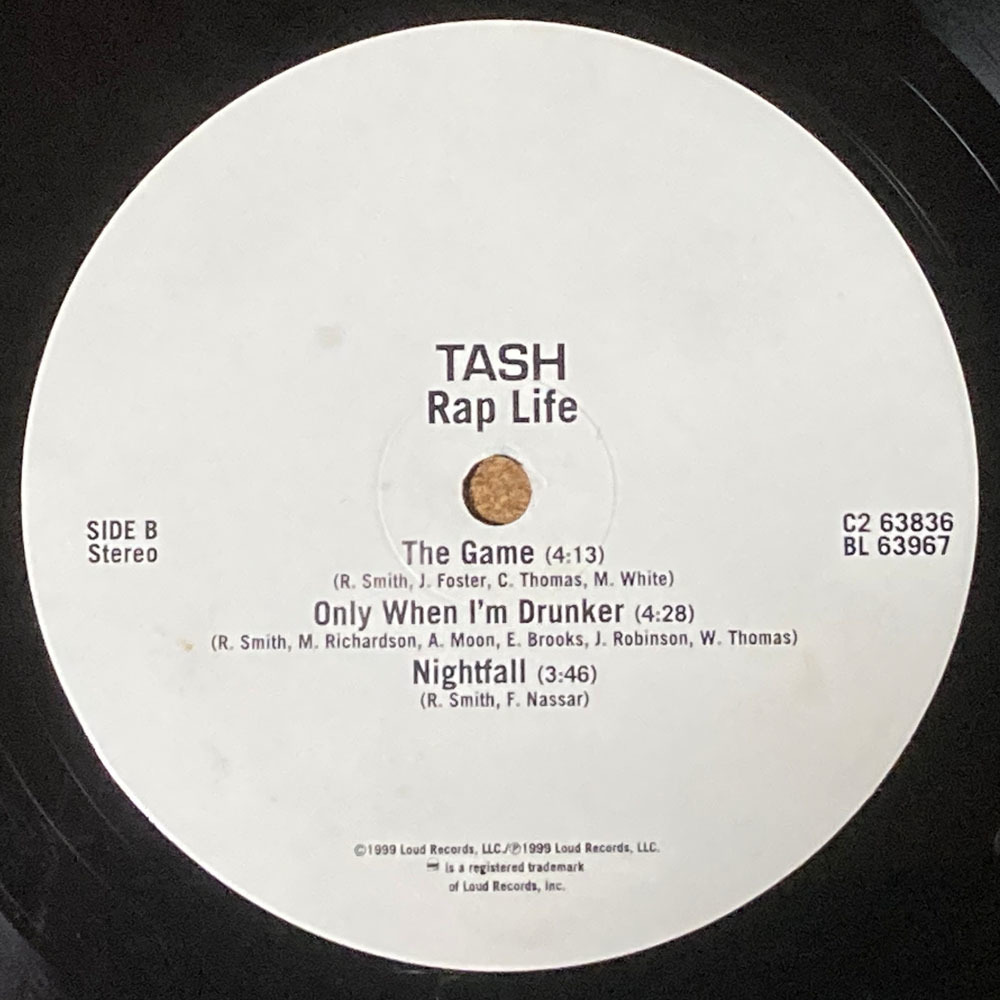 TASH
Rap Life
SIDE B
Stereo
C2 63836
BL 63967
The Game (4:13)
(R. Smith, J. Foster, C. Thomas, M. White)
Only When I'm Drunker (4:28)
(R. Smith, M. Richardson, A. Moon, E. Brooks, J. Robinson, W. Thomas)
Nightfall (3:46)
(R. Smith, F. Nassar)
©1999 Loud Records, LLC./℗1999 Loud Records, LLC.
is a registered trademark
of Loud Records, Inc.